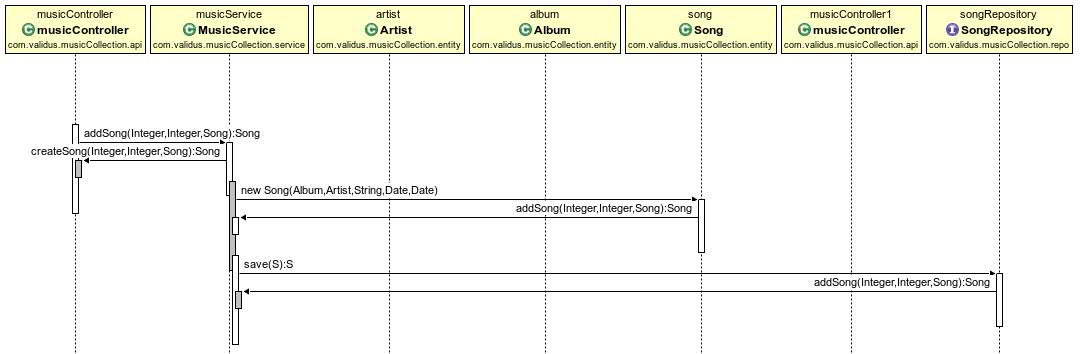 musicController
C musicController
com.validus.musicCollection.api
musicService
C MusicService
com.validus.musicCollection.service
artist
C Artist
com.validus.musicCollection.entity
album
C Album
com.validus.musicCollection.entity
song
C Song
com.validus.musicCollection.entity
musicController1
C musicController
com.validus.musicCollection.api
songRepository
I SongRepository
com.validus.musicCollection.repo
addSong(Integer,Integer,Song):Song
createSong(Integer,Integer,Song):Song
new Song(Album,Artist,String,Date,Date)
addSong(Integer,Integer,Song):Song
save(S):S
addSong(Integer,Integer,Song):Song